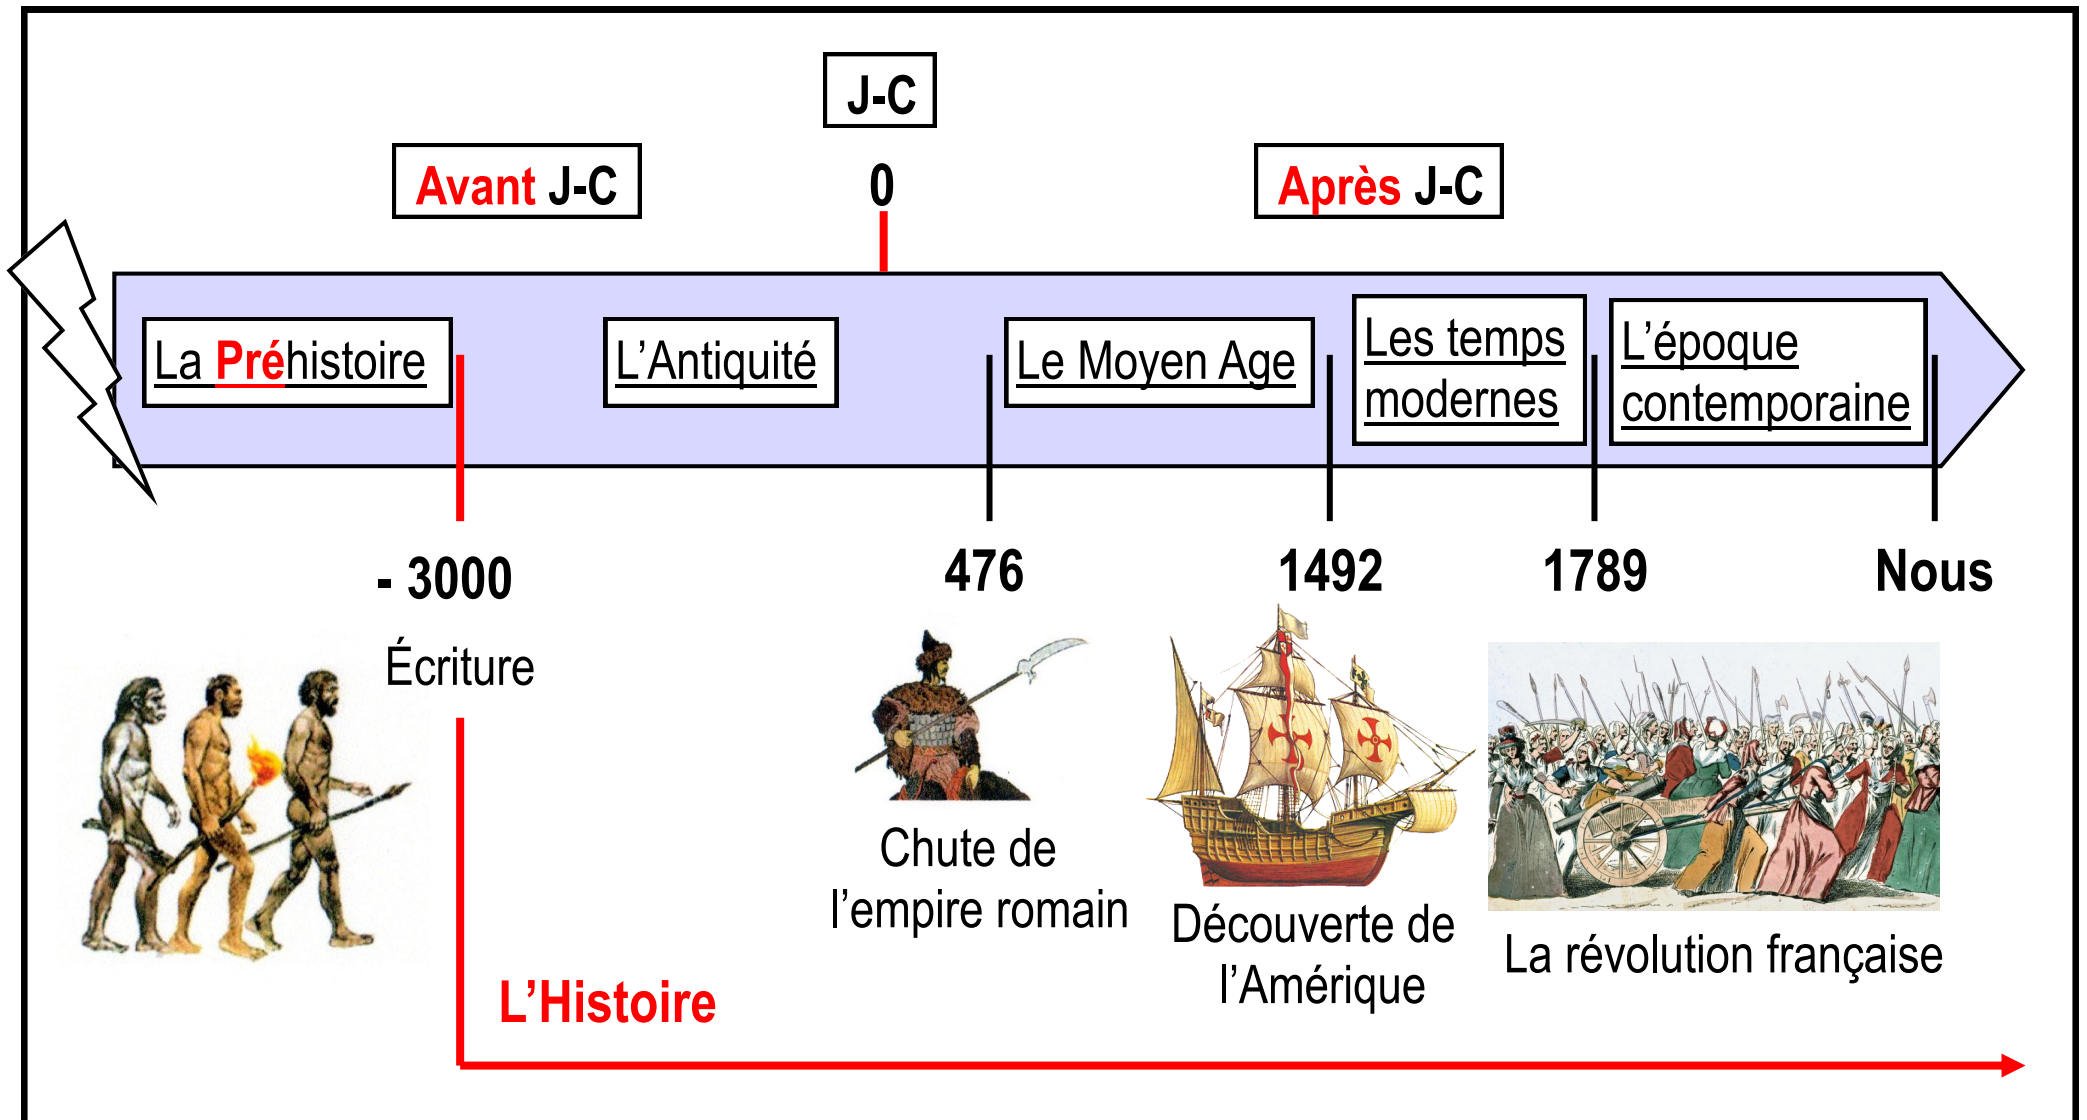 J-C
Avant J-C
0
Après J-C
La Préhistoire
L’Antiquité
Le Moyen Age
Les temps
modernes
L’époque
contemporaine
- 3000
476
1492
1789
Nous
Écriture
Chute de
l’empire romain
Découverte de
l’Amérique
La révolution française
L’Histoire